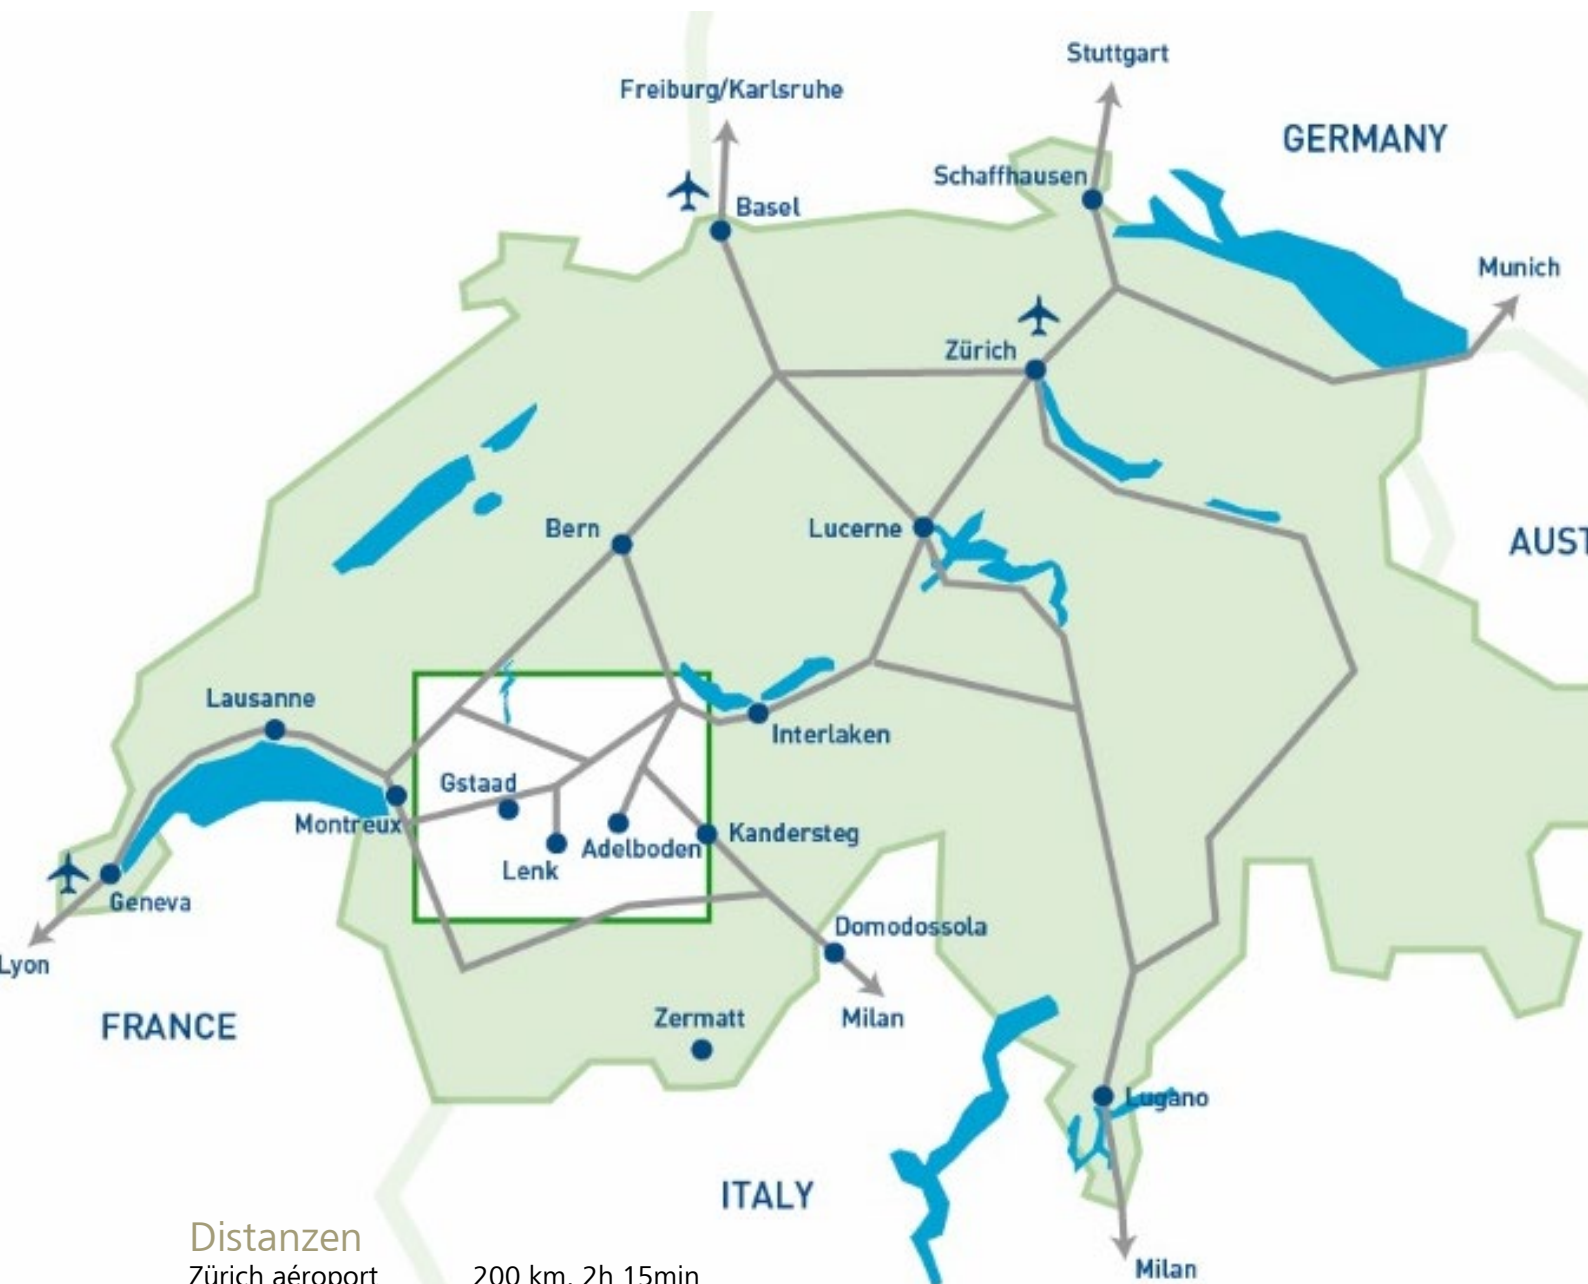 Stuttgart
Freiburg/Karlsruhe
GERMANY
Schaffhausen
Basel
Munich
Zürich
Bern
Lucerne
AUST
Lausanne
Interlaken
Gstaad
Montreux
Kandersteg
Adelboden
Lenk
Geneva
Domodossola
Lyon
Zermatt
Milan
FRANCE
Lugano
ITALY
Distanzen
Milan
Zürich aéroport 200 km, 2h 15min